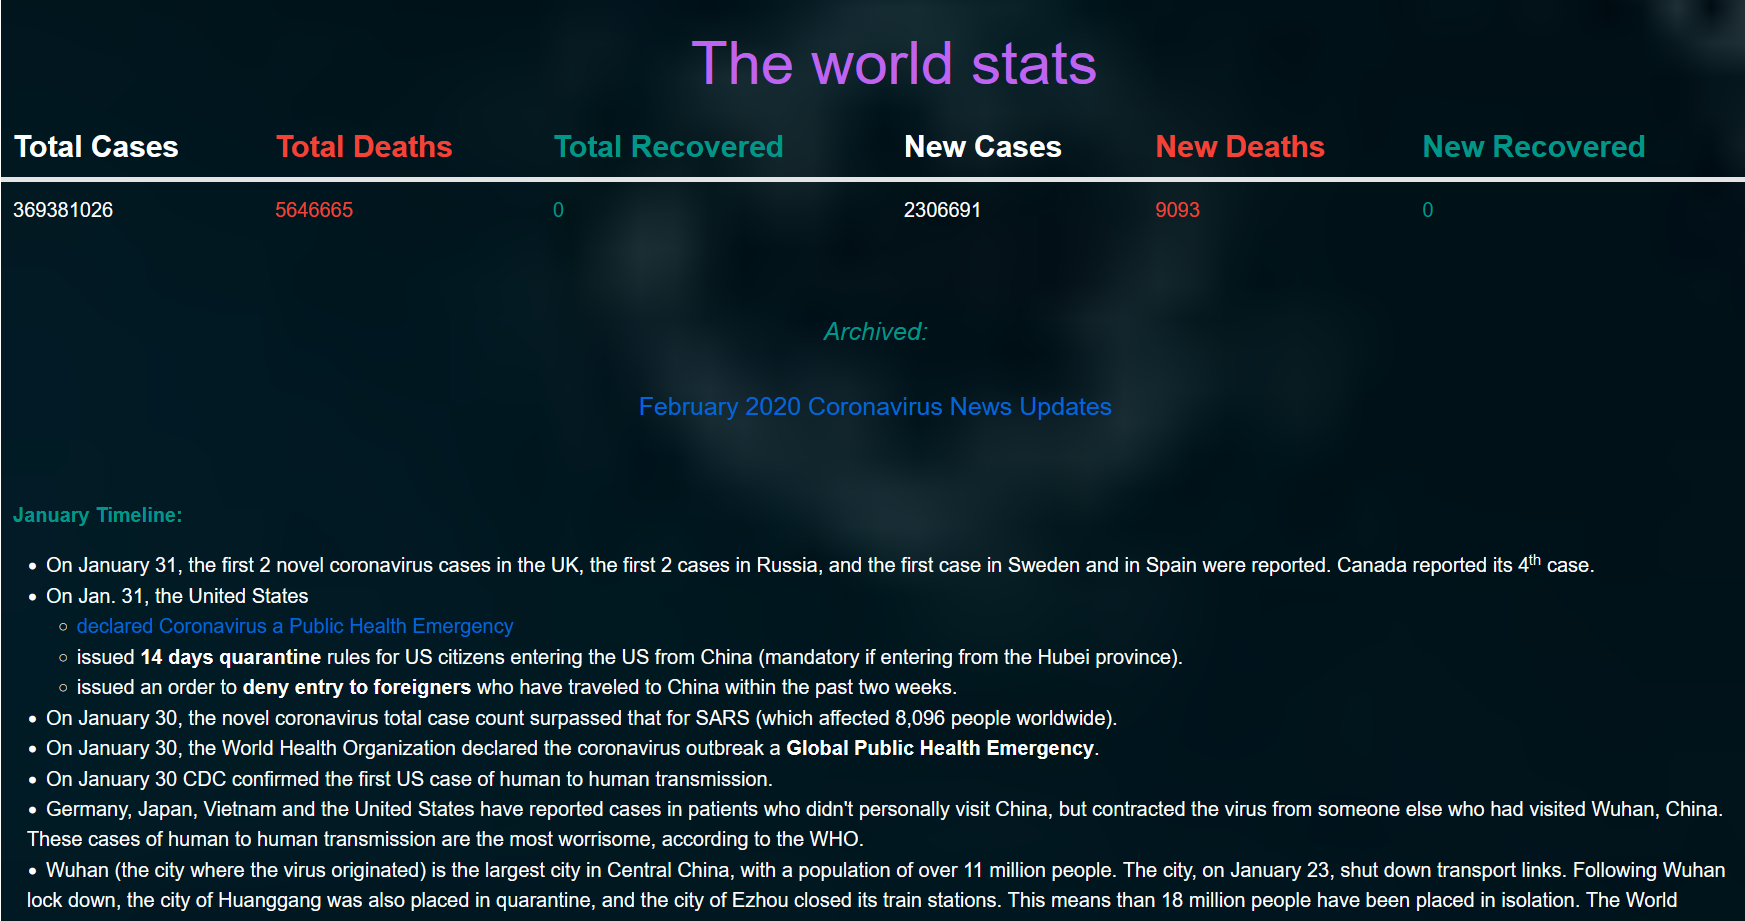 The world stats
Total Cases Total Deaths Total Recovered New Cases New Deaths New Recovered
369381026 5646665 0 2306691 9093 0
Archived:
February 2020 Coronavirus News Updates
January Timeline:
• On January 31, the first 2 novel coronavirus cases in the UK, the first 2 cases in Russia, and the first case in Sweden and in Spain were reported. Canada reported its 4th case.
• On Jan. 31, the United States
○ declared Coronavirus a Public Health Emergency
○ issued 14 days quarantine rules for US citizens entering the US from China (mandatory if entering from the Hubei province).
○ issued an order to deny entry to foreigners who have traveled to China within the past two weeks.
• On January 30, the novel coronavirus total case count surpassed that for SARS (which affected 8,096 people worldwide).
• On January 30, the World Health Organization declared the coronavirus outbreak a Global Public Health Emergency.
• On January 30 CDC confirmed the first US case of human to human transmission.
• Germany, Japan, Vietnam and the United States have reported cases in patients who didn't personally visit China, but contracted the virus from someone else who had visited Wuhan, China.
These cases of human to human transmission are the most worrisome, according to the WHO.
• Wuhan (the city where the virus originated) is the largest city in Central China, with a population of over 11 million people. The city, on January 23, shut down transport links. Following Wuhan
lock down, the city of Huanggang was also placed in quarantine, and the city of Ezhou closed its train stations. This means than 18 million people have been placed in isolation. The World